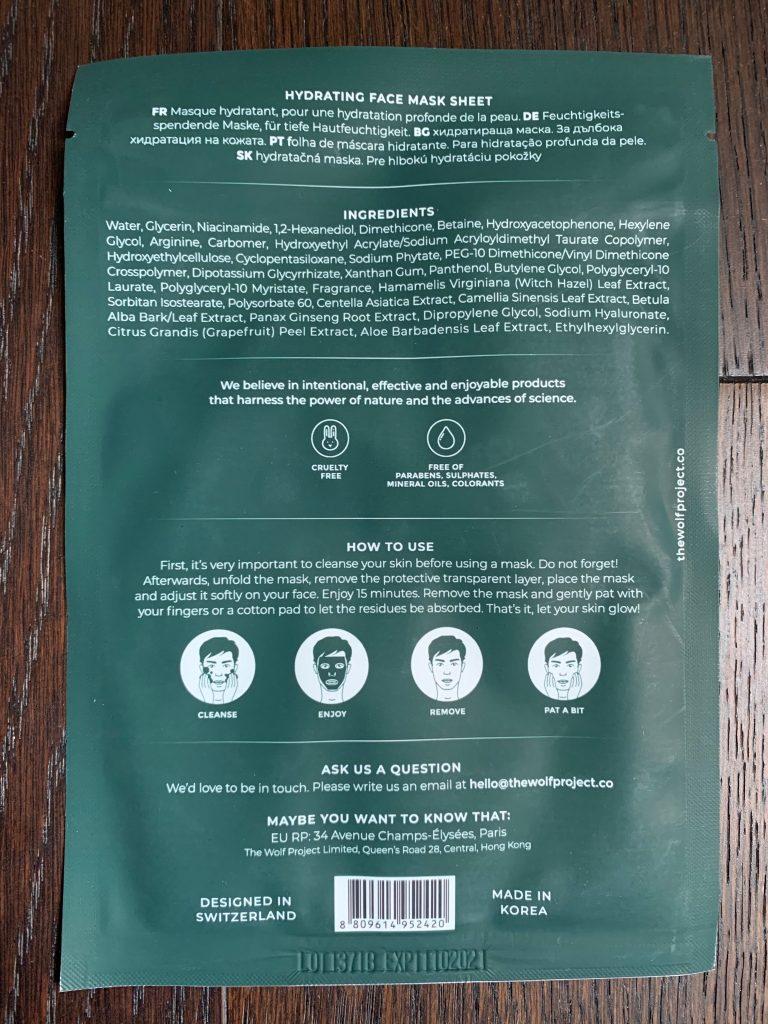 HYDRATING FACE MASK SHEET
FR Masque hydratant, pour une hydratation profonde de la peau. DE Feuchtigkeits-
spendende Maske, für tiefe Hautfeuchtigkeit. BG хидратираща маска. За дълбока
хидратация на кожата. PT folha de máscara hidratante. Para hidratação profunda da pele.
SK hydratačná maska. Pre hlbokú hydratáciu pokožky
INGREDIENTS
Water, Glycerin, Niacinamide, 1,2-Hexanediol, Dimethicone, Betaine, Hydroxyacetophenone, Hexylene
Glycol, Arginine, Carbomer, Hydroxyethyl Acrylate/Sodium Acryloyldimethyl Taurate Copolymer,
Hydroxyethylcellulose, Cyclopentasiloxane, Sodium Phytate, PEG-10 Dimethicone/Vinyl Dimethicone
Crosspolymer, Dipotassium Glycyrrhizate, Xanthan Gum, Panthenol, Butylene Glycol, Polyglyceryl-10
Laurate, Polyglyceryl-10 Myristate, Fragrance, Hamamelis Virginiana (Witch Hazel) Leaf Extract,
Sorbitan Isostearate, Polysorbate 60, Centella Asiatica Extract, Camellia Sinensis Leaf Extract, Betula
Alba Bark/Leaf Extract, Panax Ginseng Root Extract, Dipropylene Glycol, Sodium Hyaluronate,
Citrus Grandis (Grapefruit) Peel Extract, Aloe Barbadensis Leaf Extract, Ethylhexylglycerin.
We believe in intentional, effective and enjoyable products
that harness the power of nature and the advances of science.
CRUELTY
FREE
FREE OF
PARABENS, SULPHATES,
MINERAL OILS, COLORANTS
thewolfproject.co
HOW TO USE
First, it's very important to cleanse your skin before using a mask. Do not forget!
Afterwards, unfold the mask, remove the protective transparent layer, place the mask
and adjust it softly on your face. Enjoy 15 minutes. Remove the mask and gently pat with
your fingers or a cotton pad to let the residues be absorbed. That's it, let your skin glow!
CLEANSE
ENJOY
REMOVE
PAT A BIT
ASK US A QUESTION
We'd love to be in touch. Please write us an email at hello@thewolfproject.co
MAYBE YOU WANT TO KNOW THAT:
EU RP: 34 Avenue Champs-Élysées, Paris
The Wolf Project Limited, Queen's Road 28, Central, Hong Kong
DESIGNED IN
SWITZERLAND
8 809614 952420
MADE IN
KOREA